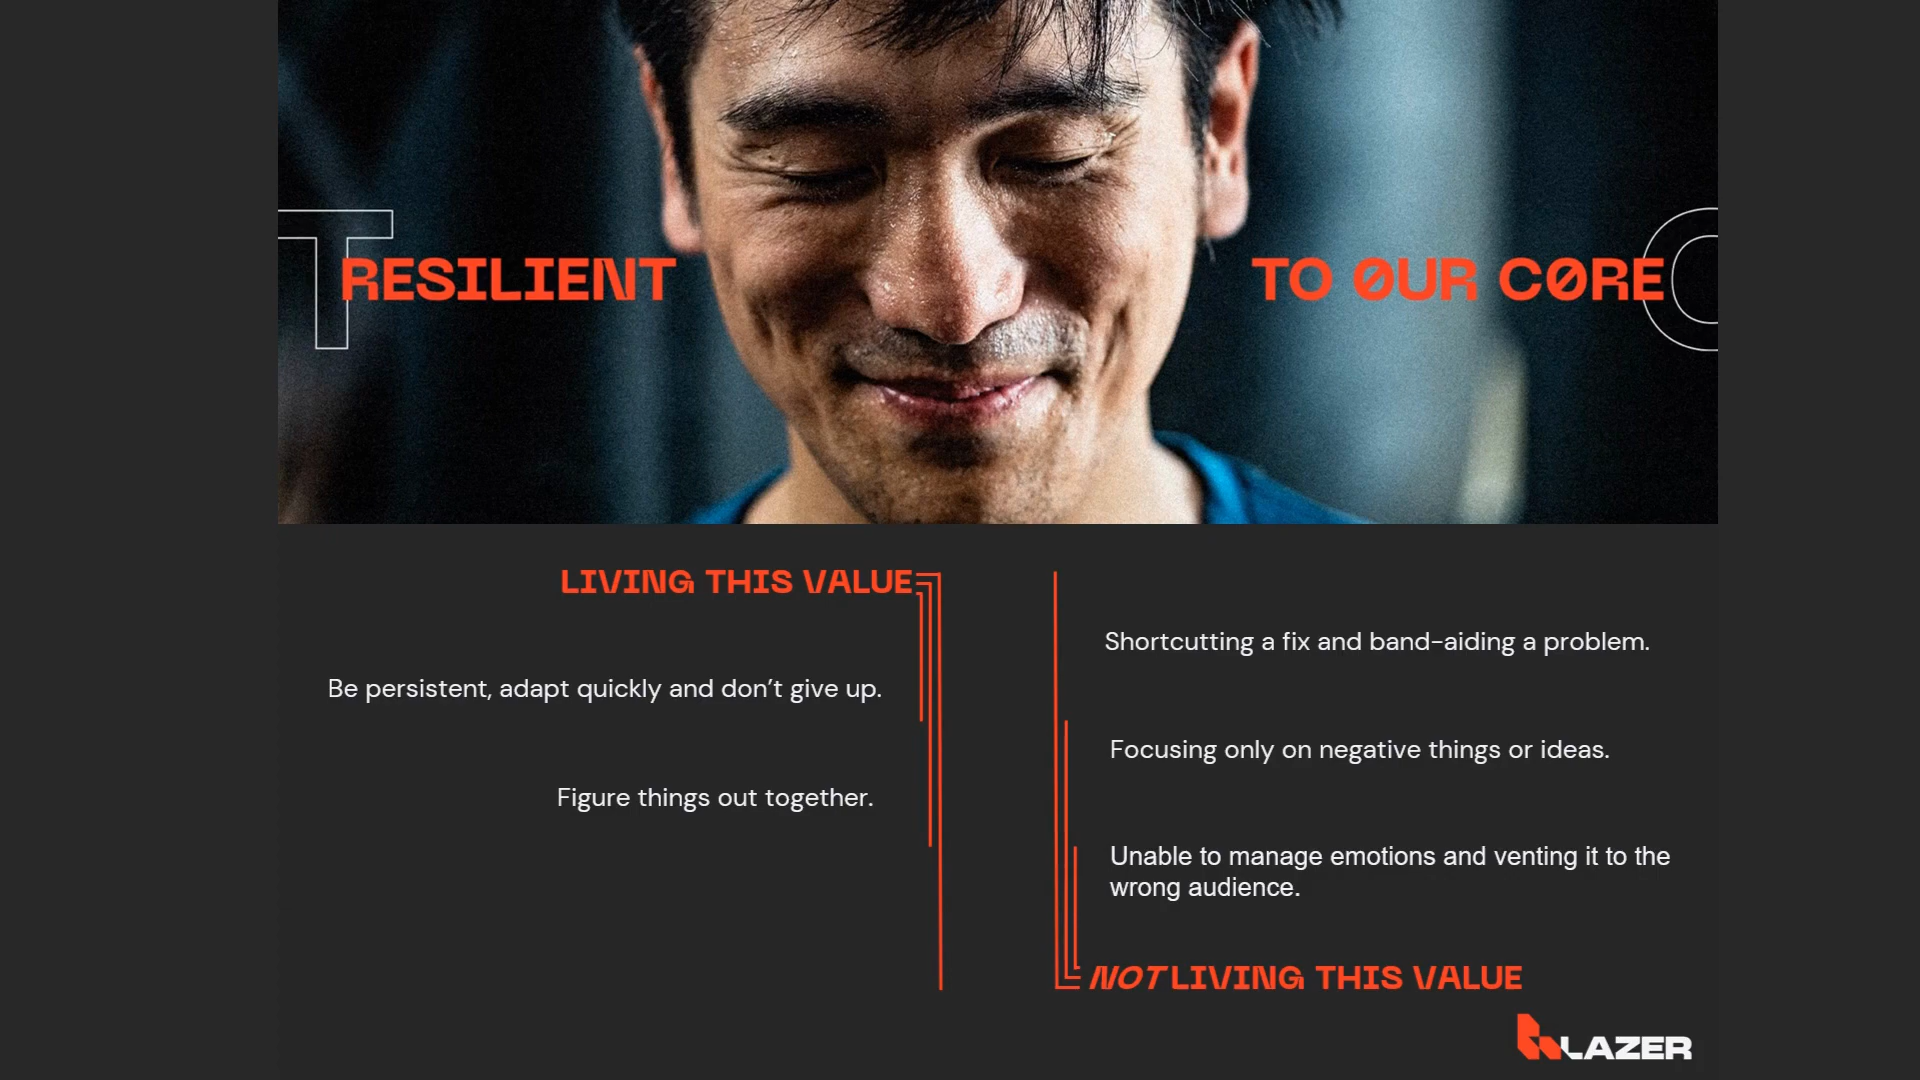 T
C
RESILIENT
TO 0UR C0RE
LIVING THIS VALUE
Be persistent, adapt quickly and don’t give up.
Figure things out together.
Shortcutting a fix and band-aiding a problem.
Focusing only on negative things or ideas.
Unable to manage emotions and venting it to the
wrong audience.
NOT LIVING THIS VALUE
LAZER